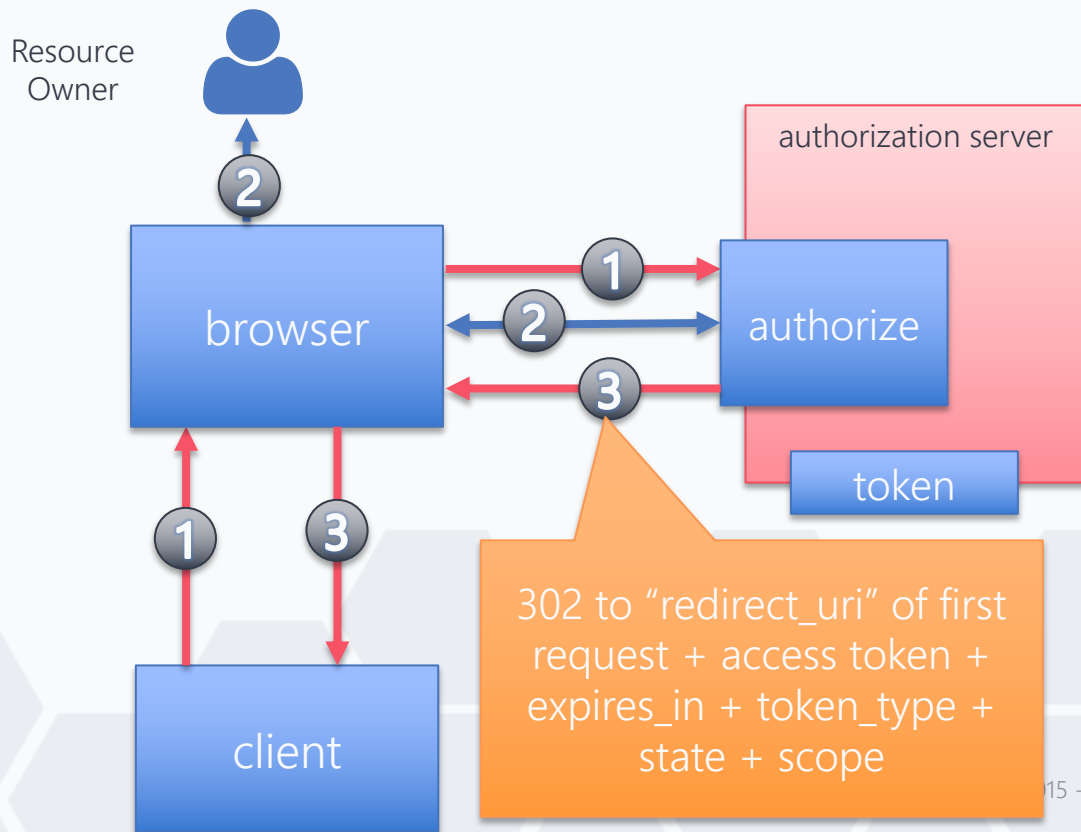 Resource
Owner
authorization server
2
1
browser
2
authorize
3
token
1
3
302 to “redirect_uri” of first
request + access token +
expires_in + token_type +
state + scope
client